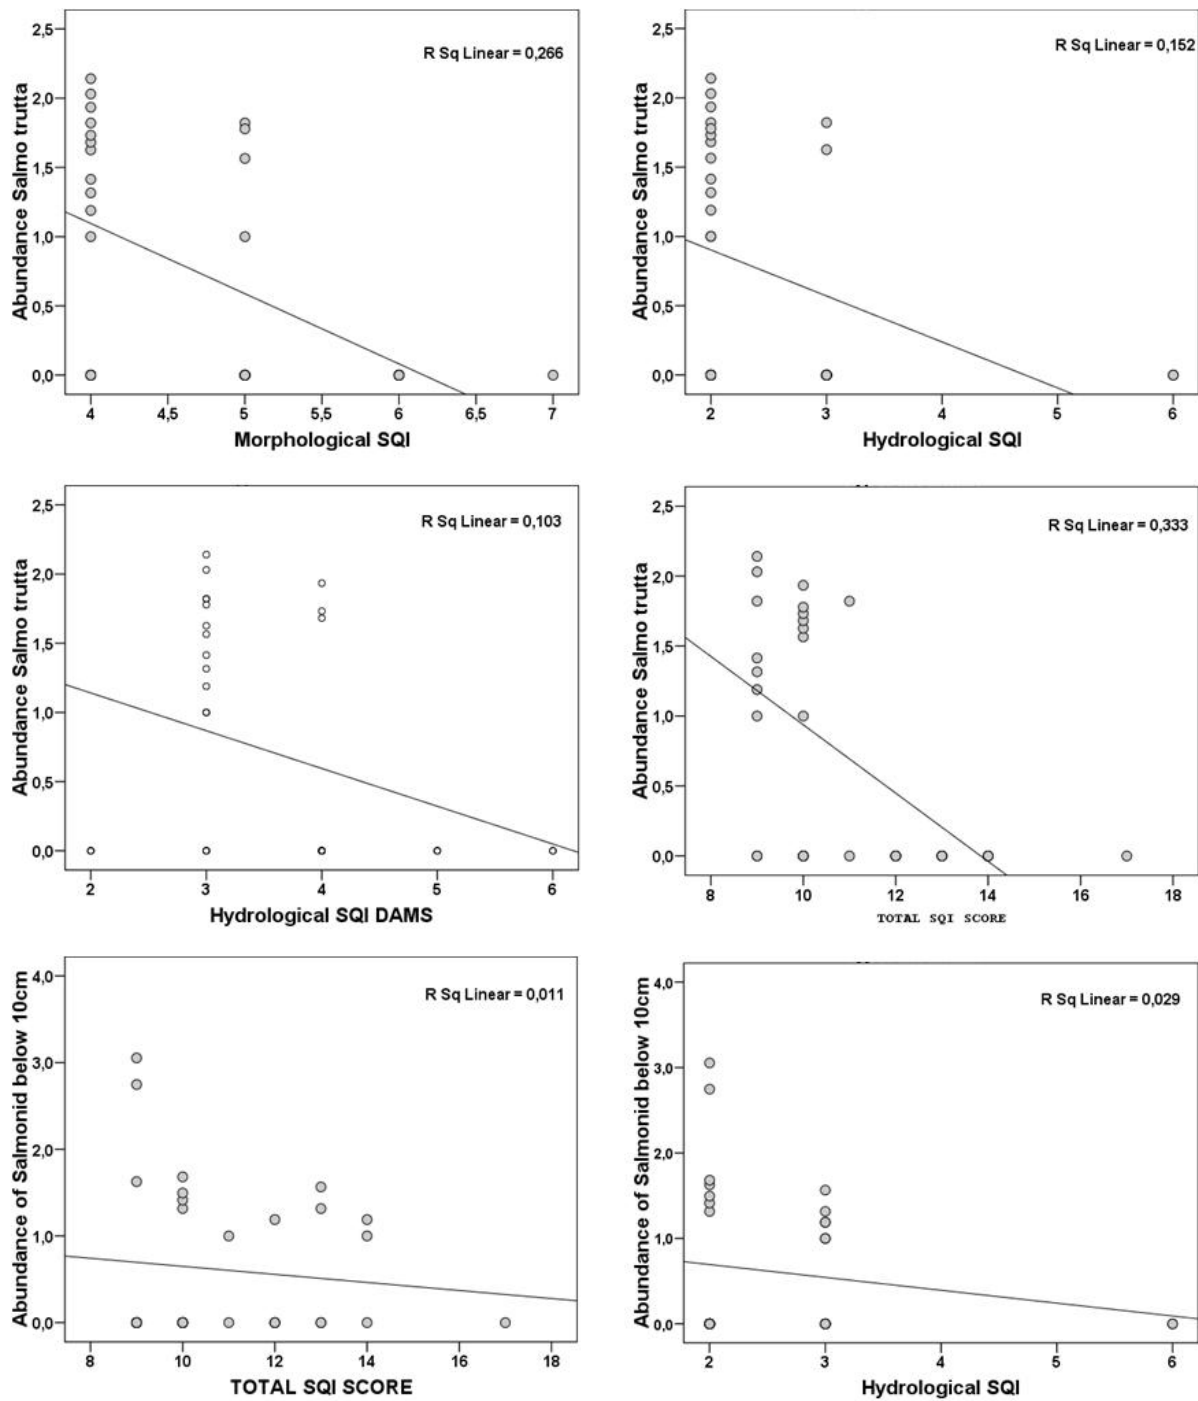 2,5
R Sq Linear = 0,266
2,0
1,5
1,0
0,5
0,0
Abundance Salmo trutta
4 4,5 5 5,5 6 6,5 7
Morphological SQI
2,5
R Sq Linear = 0,152
2,0
1,5
1,0
0,5
0,0
Abundance Salmo trutta
2 3 4 5 6
Hydrological SQI
2,5
R Sq Linear = 0,103
2,0
1,5
1,0
0,5
0,0
Abundance Salmo trutta
2 3 4 5 6
Hydrological SQI DAMS
2,5
R Sq Linear = 0,333
2,0
1,5
1,0
0,5
0,0
Abundance Salmo trutta
8 10 12 14 16 18
TOTAL SQI SCORE
4,0
R Sq Linear = 0,011
3,0
2,0
1,0
0,0
Abundance of Salmonid below 10cm
8 10 12 14 16 18
TOTAL SQI SCORE
4,0
R Sq Linear = 0,029
3,0
2,0
1,0
0,0
Abundance of Salmonid below 10cm
2 3 4 5 6
Hydrological SQI